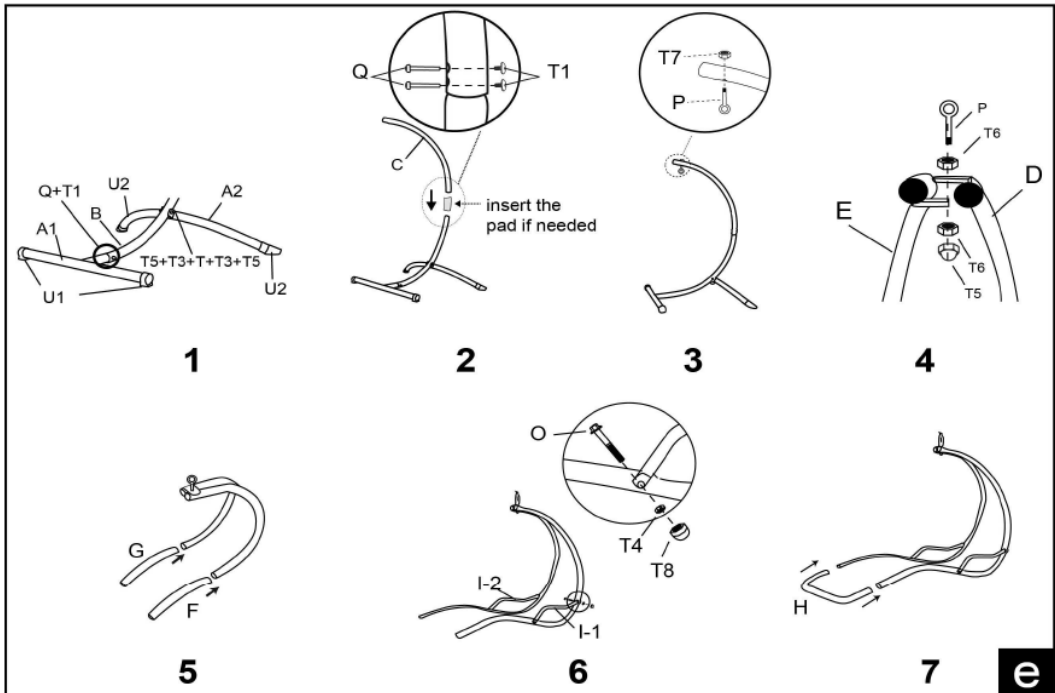 Q+T1
U2
A2
B
A1
T5+T3+T+T3+T5
U1
U2
1
Q
T1
C
insert the
pad if needed
2
T7
P
3
P
T6
D
E
T6
T5
4
G
F
5
O
T4
T8
I-2
I-1
6
H
7
e